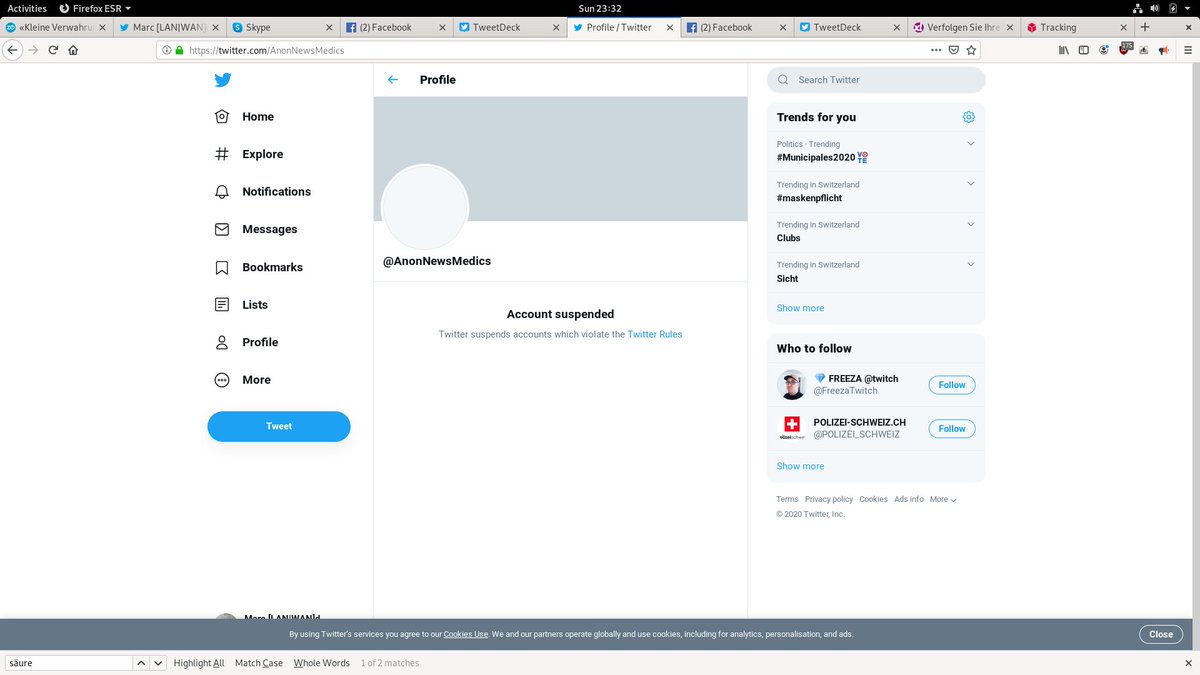 Activities Firefox ESR Sun 23:32
«Kleine Verwahru Marc [LAN|WAN] Skype (2) Facebook TweetDeck Profile / Twitter (2) Facebook TweetDeck Verfolgen Sie Ihre Tracking
https://twitter.com/AnonNewsMedics
175
Home
Explore
Notifications
Messages
Bookmarks
Lists
Profile
More
Tweet
Profile
@AnonNewsMedics
Account suspended
Twitter suspends accounts which violate the Twitter Rules
Search Twitter
Trends for you
Politics · Trending
#Municipales2020 VOTE
Trending in Switzerland
#maskenpflicht
Trending in Switzerland
Clubs
Trending in Switzerland
Sicht
Show more
Who to follow
FREEZA @twitch
@FreezaTwitch
Follow
POLIZEI-SCHWEIZ.CH
@POLIZEI_SCHWEIZ
Follow
Show more
Terms Privacy policy Cookies Ads info More
© 2020 Twitter, Inc.
Marc [LAN|WAN]d
By using Twitter's services you agree to our Cookies Use. We and our partners operate globally and use cookies, including for analytics, personalisation, and ads.
Close
säure Highlight All Match Case Whole Words 1 of 2 matches